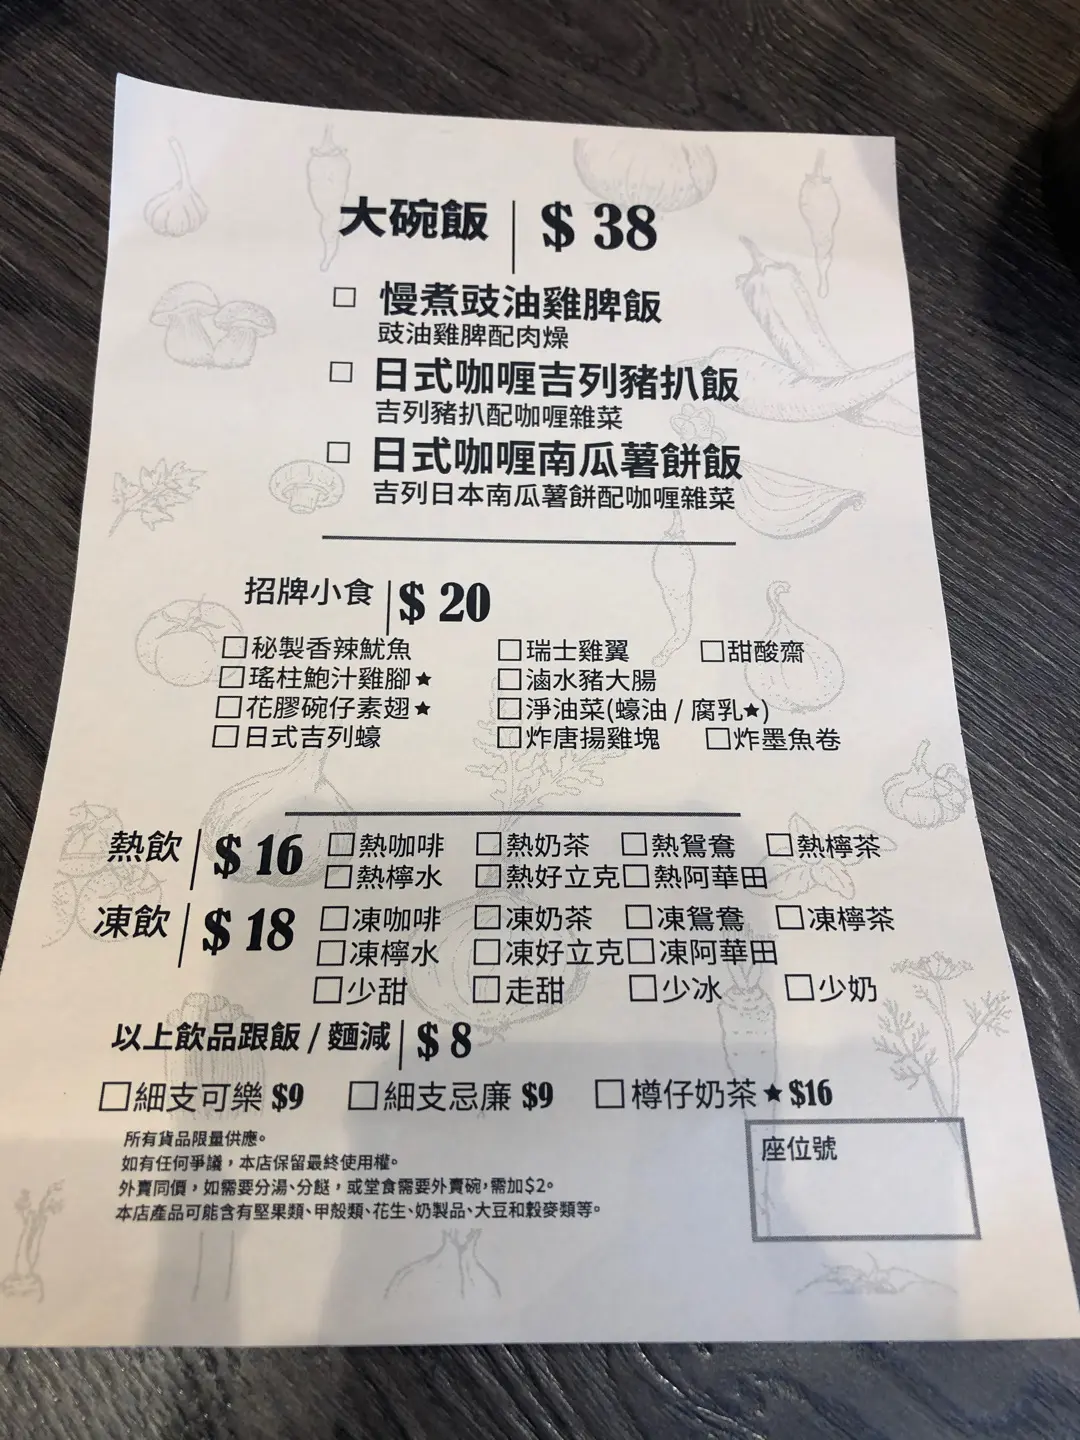 大碗飯 | $ 38
□ 慢煮豉油雞脾飯
豉油雞脾配肉燥
□ 日式咖喱吉列豬扒飯
吉列豬扒配咖喱雜菜
□ 日式咖喱南瓜薯餅飯
吉列日本南瓜薯餅配咖喱雜菜
招牌小食 | $ 20
□秘製香辣魷魚 □瑞士雞翼 □甜酸齋
□瑤柱鮑汁雞腳★ □滷水豬大腸
□花膠碗仔素翅★ □淨油菜(蠔油 / 腐乳★)
□日式吉列蠔 □炸唐揚雞塊 □炸墨魚卷
熱飲 | $ 16 □熱咖啡 □熱奶茶 □熱鴛鴦 □熱檸茶
□熱檸水 □熱好立克 □熱阿華田
凍飲 | $ 18 □凍咖啡 □凍奶茶 □凍鴛鴦 □凍檸茶
□凍檸水 □凍好立克 □凍阿華田
□少甜 □走甜 □少冰 □少奶
以上飲品跟飯 / 麵減 | $ 8
□細支可樂 $9 □細支忌廉 $9 □樽仔奶茶★ $16
所有貨品限量供應。
如有任何爭議，本店保留最終使用權。
外賣同價，如需要分湯、分餸，或堂食需要外賣碗，需加$2。
本店產品可能含有堅果類、甲殼類、花生、奶製品、大豆和穀麥類等。
座位號